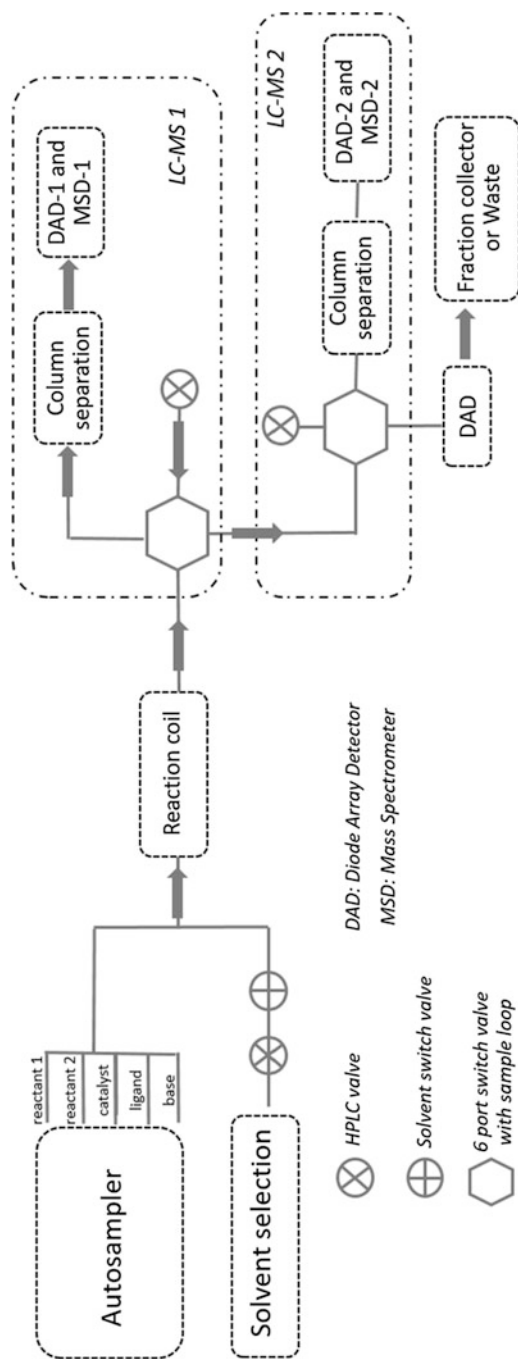 Autosampler
reactant 1
reactant 2
catalyst
ligand
base
Solvent selection
Reaction coil
LC-MS 1
Column
separation
DAD-1 and
MSD-1
LC-MS 2
Column
separation
DAD-2 and
MSD-2
DAD
Fraction collector
or Waste
HPLC valve
Solvent switch valve
6 port switch valve
with sample loop
DAD: Diode Array Detector
MSD: Mass Spectrometer